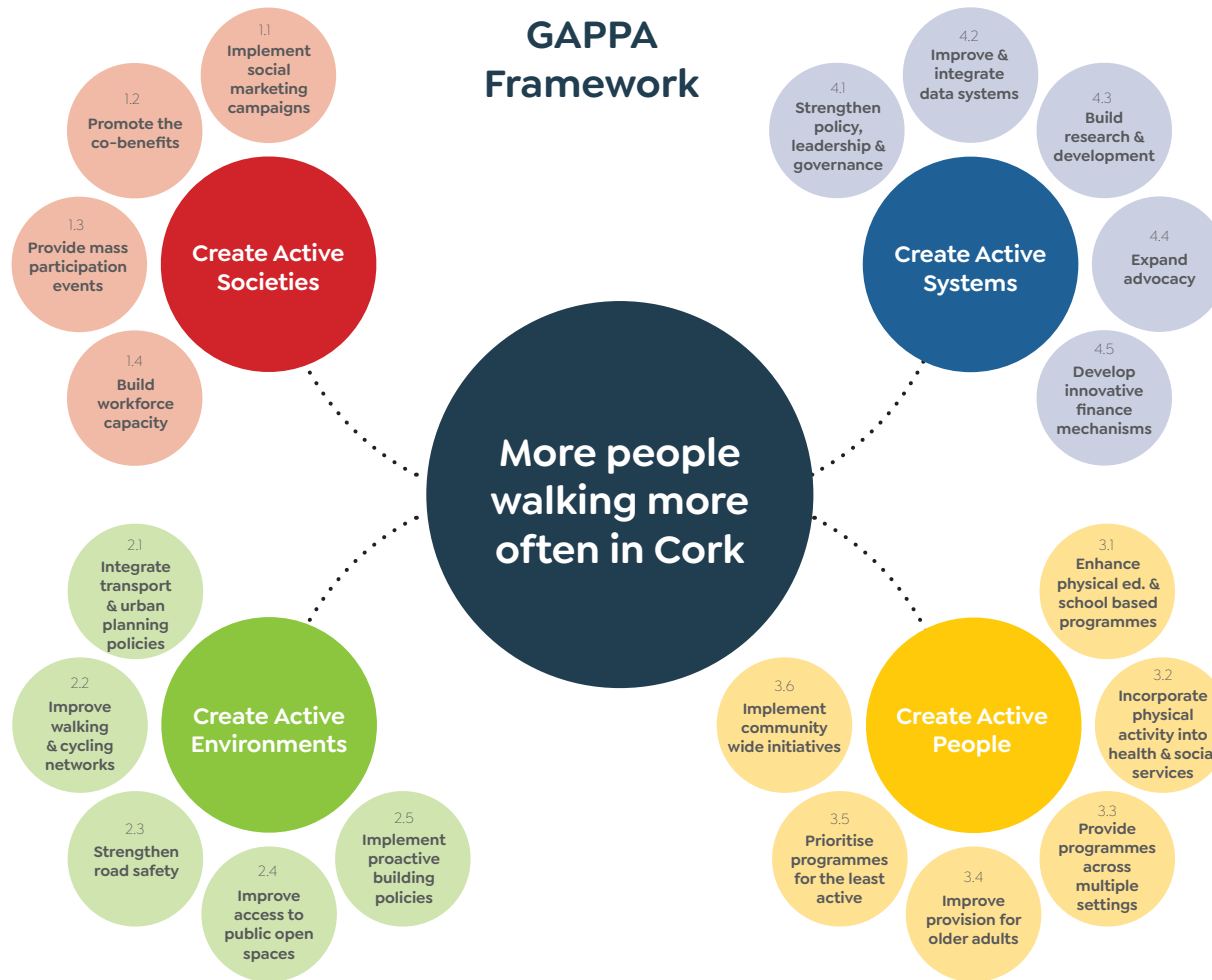 GAPPA
Framework
1.1
Implement
social
marketing
campaigns
1.2
Promote the
co-benefits
1.3
Provide mass
participation
events
1.4
Build
workforce
capacity
Create Active
Societies
4.1
Strengthen
policy,
leadership &
governance
4.2
Improve &
integrate
data systems
4.3
Build
research &
development
4.4
Expand
advocacy
4.5
Develop
innovative
finance
mechanisms
Create Active
Systems
More people
walking more
often in Cork
2.1
Integrate
transport
& urban
planning
policies
2.2
Improve
walking
& cycling
networks
2.3
Strengthen
road safety
2.4
Improve
access to
public open
spaces
2.5
Implement
proactive
building
policies
Create Active
Environments
3.1
Enhance
physical ed. &
school based
programmes
3.2
Incorporate
physical
activity into
health & social
services
3.3
Provide
programmes
across
multiple
settings
3.4
Improve
provision for
older adults
3.5
Prioritise
programmes
for the least
active
3.6
Implement
community
wide initiatives
Create Active
People